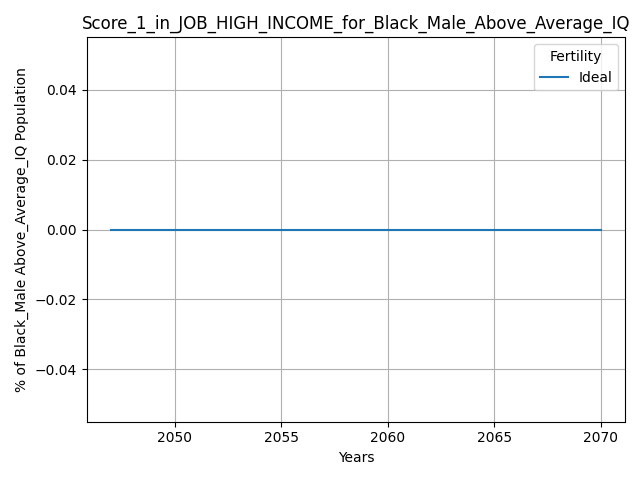 Score_1_in_JOB_HIGH_INCOME_for_Black_Male_Above_Average_IQ
Fertility
Ideal
0.04
0.02
0.00
−0.02
−0.04
% of Black_Male Above_Average_IQ Population
2050 2055 2060 2065 2070
Years